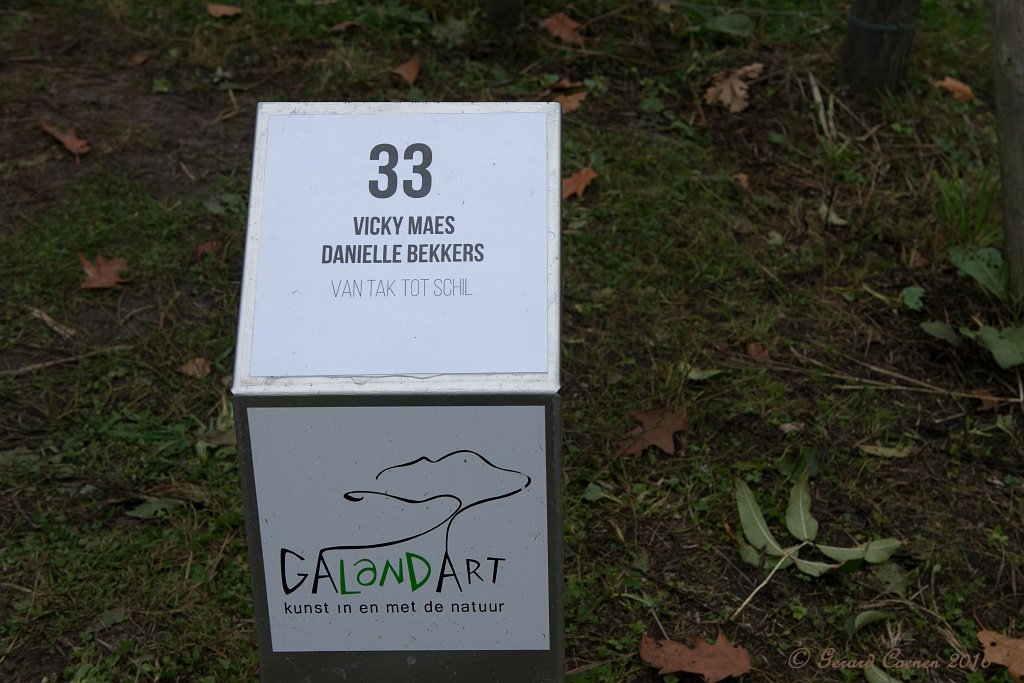 33
VICKY MAES
DANIELLE BEKKERS
VAN TAK TOT SCHIL
GALANDART
kunst in en met de natuur
© Gerard Coenen 2016